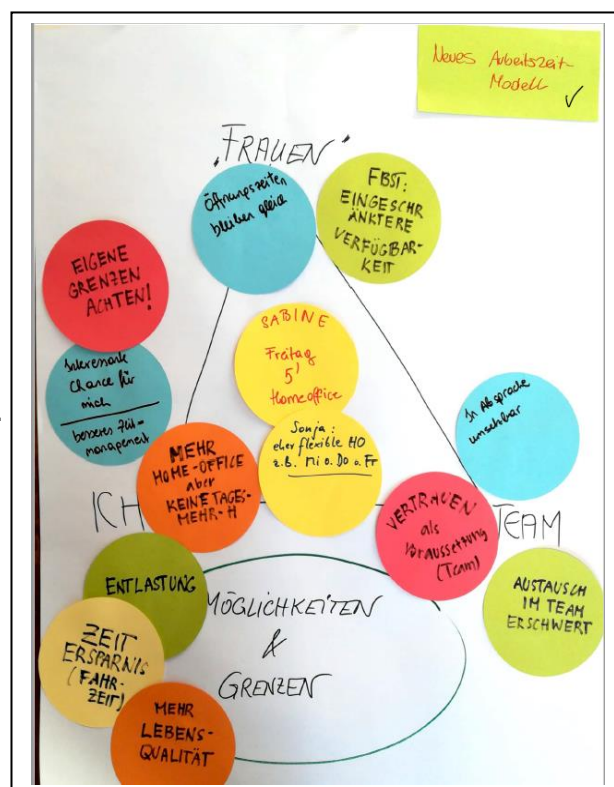 Neues Arbeitszeit-
Modell
"FRAUEN"
Öffnungszeiten
bleiben gleich
FBST:
EINGESCHR
ÄNKTERE
VERFÜGBAR-
KEIT
EIGENE
GRENZEN
ACHTEN!
SABINE
Freitag
5'
Homeoffice
Interessante
Chance für
mich
besseres Zeit-
management
Sonja:
eher flexible HO
z.B. Mi o. Do o. Fr
In Absprache
umsetzbar
MEHR
HOME-OFFICE
aber
KEINE TAGES-
MEHR-H
ICH
VERTRAUEN
als
Voraussetzung
(Team)
TEAM
ENTLASTUNG
MÖGLICHKEITEN
&
GRENZEN
AUSTAUSCH
IM TEAM
ERSCHWERT
ZEIT
ERSPARNIS
(FAHR-
ZEIT)
MEHR
LEBENS-
QUALITÄT